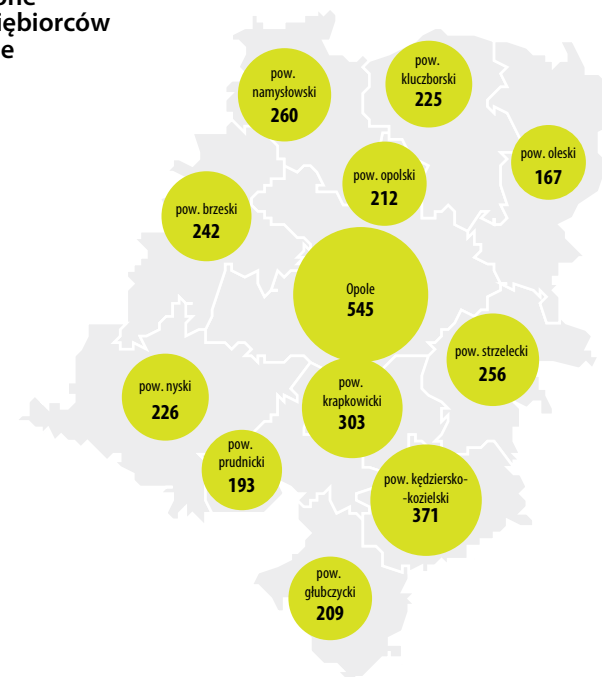 iębiorców
e
pow.
namysłowski
260
pow.
kluczborski
225
pow. oleski
167
pow. opolski
212
pow. brzeski
242
Opole
545
pow. strzelecki
256
pow. nyski
226
pow.
krapkowicki
303
pow.
prudnicki
193
pow. kędziersko-
-kozielski
371
pow.
głubczycki
209